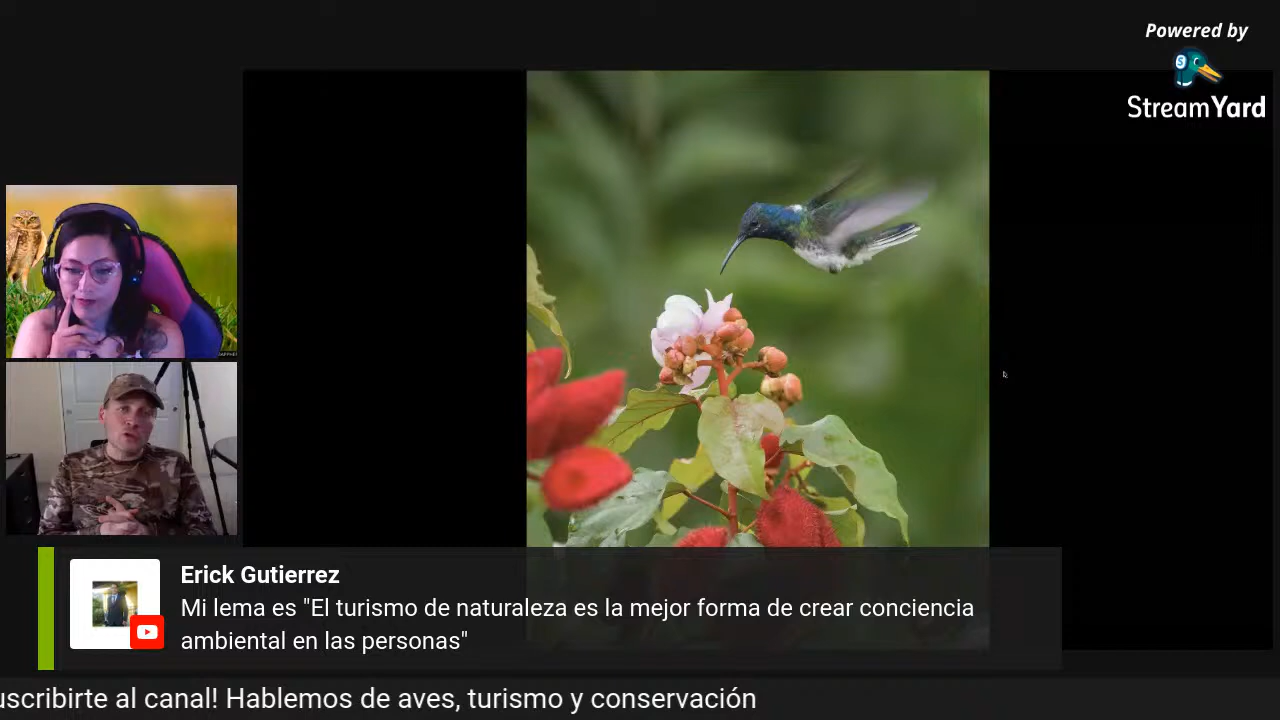 Powered by
StreamYard
Erick Gutierrez
Mi lema es "El turismo de naturaleza es la mejor forma de crear conciencia
ambiental en las personas"
uscribirte al canal! Hablemos de aves, turismo y conservación